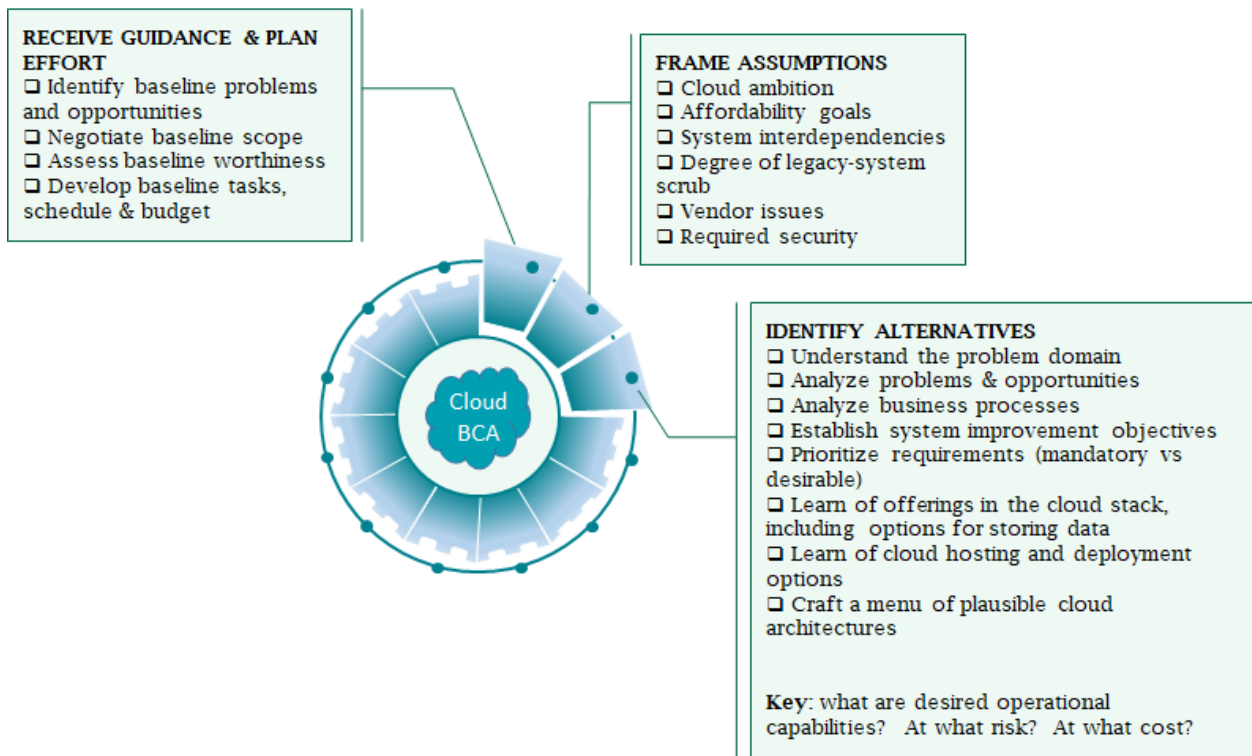 RECEIVE GUIDANCE & PLAN
EFFORT
❑ Identify baseline problems
and opportunities
❑ Negotiate baseline scope
❑ Assess baseline worthiness
❑ Develop baseline tasks,
schedule & budget
FRAME ASSUMPTIONS
❑ Cloud ambition
❑ Affordability goals
❑ System interdependencies
❑ Degree of legacy-system
scrub
❑ Vendor issues
❑ Required security
Cloud
BCA
IDENTIFY ALTERNATIVES
❑ Understand the problem domain
❑ Analyze problems & opportunities
❑ Analyze business processes
❑ Establish system improvement objectives
❑ Prioritize requirements (mandatory vs
desirable)
❑ Learn of offerings in the cloud stack,
including options for storing data
❑ Learn of cloud hosting and deployment
options
❑ Craft a menu of plausible cloud
architectures
Key: what are desired operational
capabilities? At what risk? At what cost?